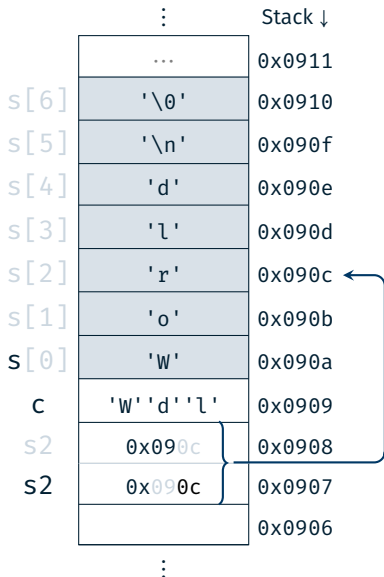 ⋮ Stack ↓
... 0x0911
s[6] '\0' 0x0910
s[5] '\n' 0x090f
s[4] 'd' 0x090e
s[3] 'l' 0x090d
s[2] 'r' 0x090c
s[1] 'o' 0x090b
s[0] 'W' 0x090a
c 'W''d''l' 0x0909
s2 0x090c 0x0908
s2 0x090c 0x0907
0x0906
⋮